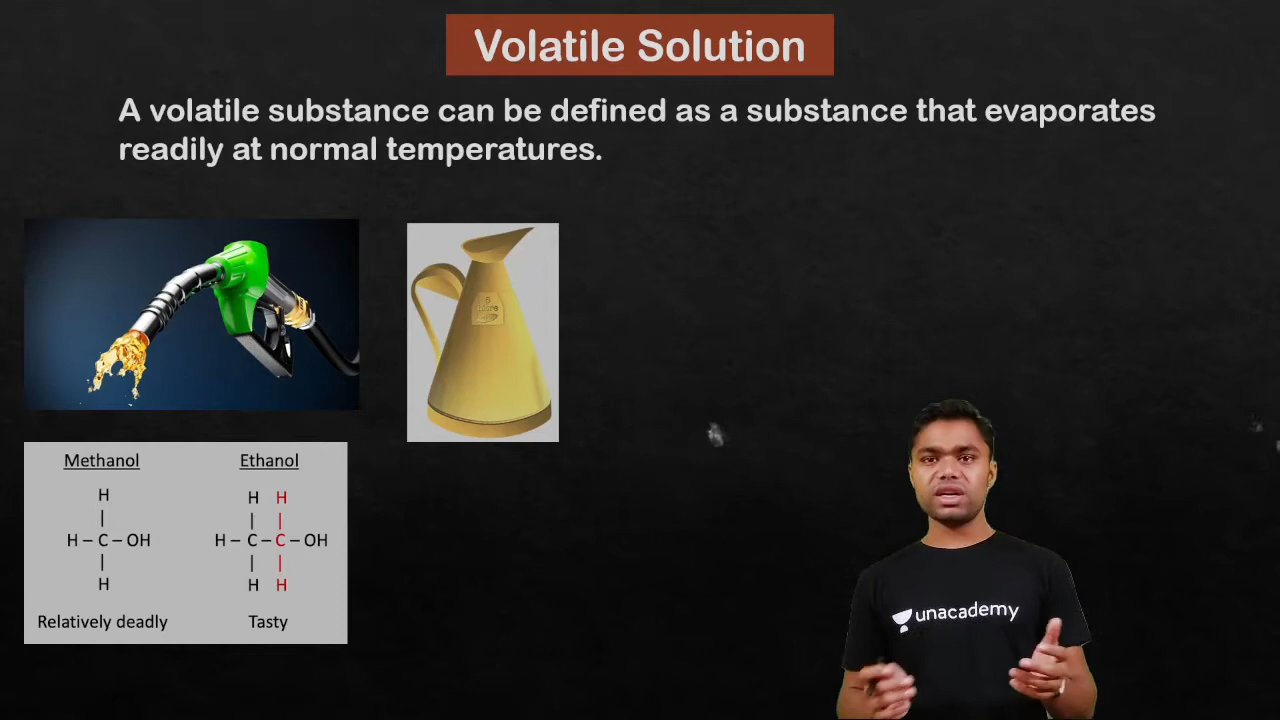 Volatile Solution
A volatile substance can be defined as a substance that evaporates
readily at normal temperatures.
Methanol
H
|
H – C – OH
|
H
Relatively deadly
Ethanol
H H
| |
H – C – C – OH
| |
H H
Tasty
unacademy